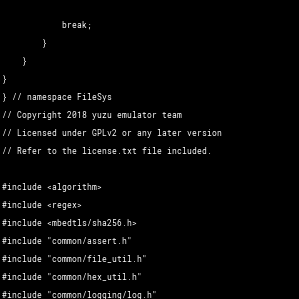 break;
}
}
}
} // namespace FileSys
// Copyright 2018 yuzu emulator team
// Licensed under GPLv2 or any later version
// Refer to the license.txt file included.
#include <algorithm>
#include <regex>
#include <mbedtls/sha256.h>
#include "common/assert.h"
#include "common/file_util.h"
#include "common/hex_util.h"
#include "common/logging/log.h"